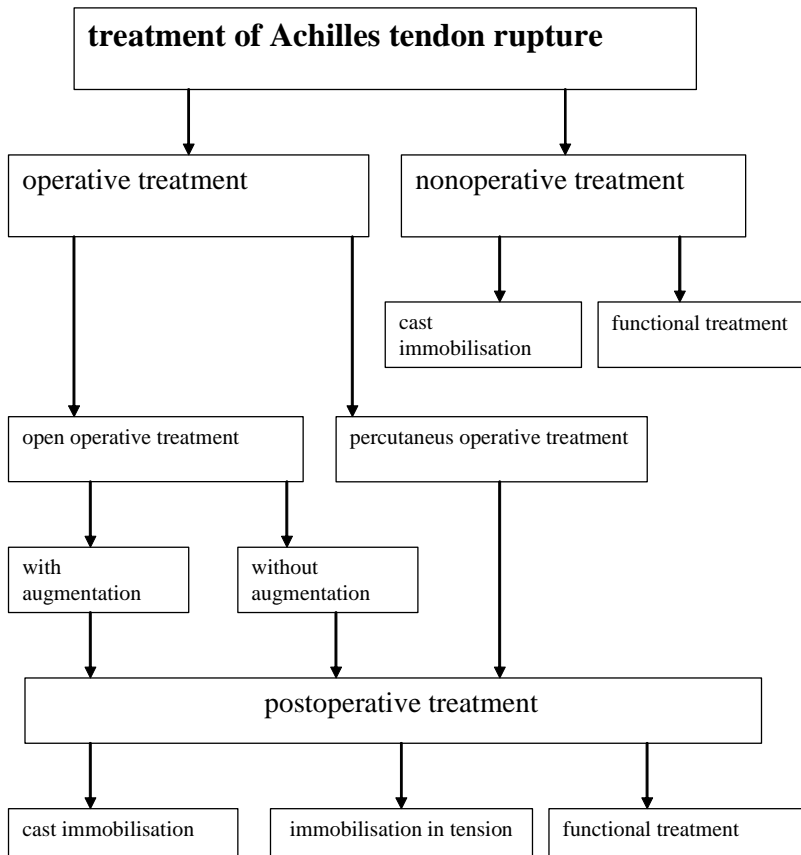 treatment of Achilles tendon rupture
operative treatment
nonoperative treatment
cast
immobilisation
functional treatment
open operative treatment
percutaneus operative treatment
with
augmentation
without
augmentation
postoperative treatment
cast immobilisation
immobilisation in tension
functional treatment